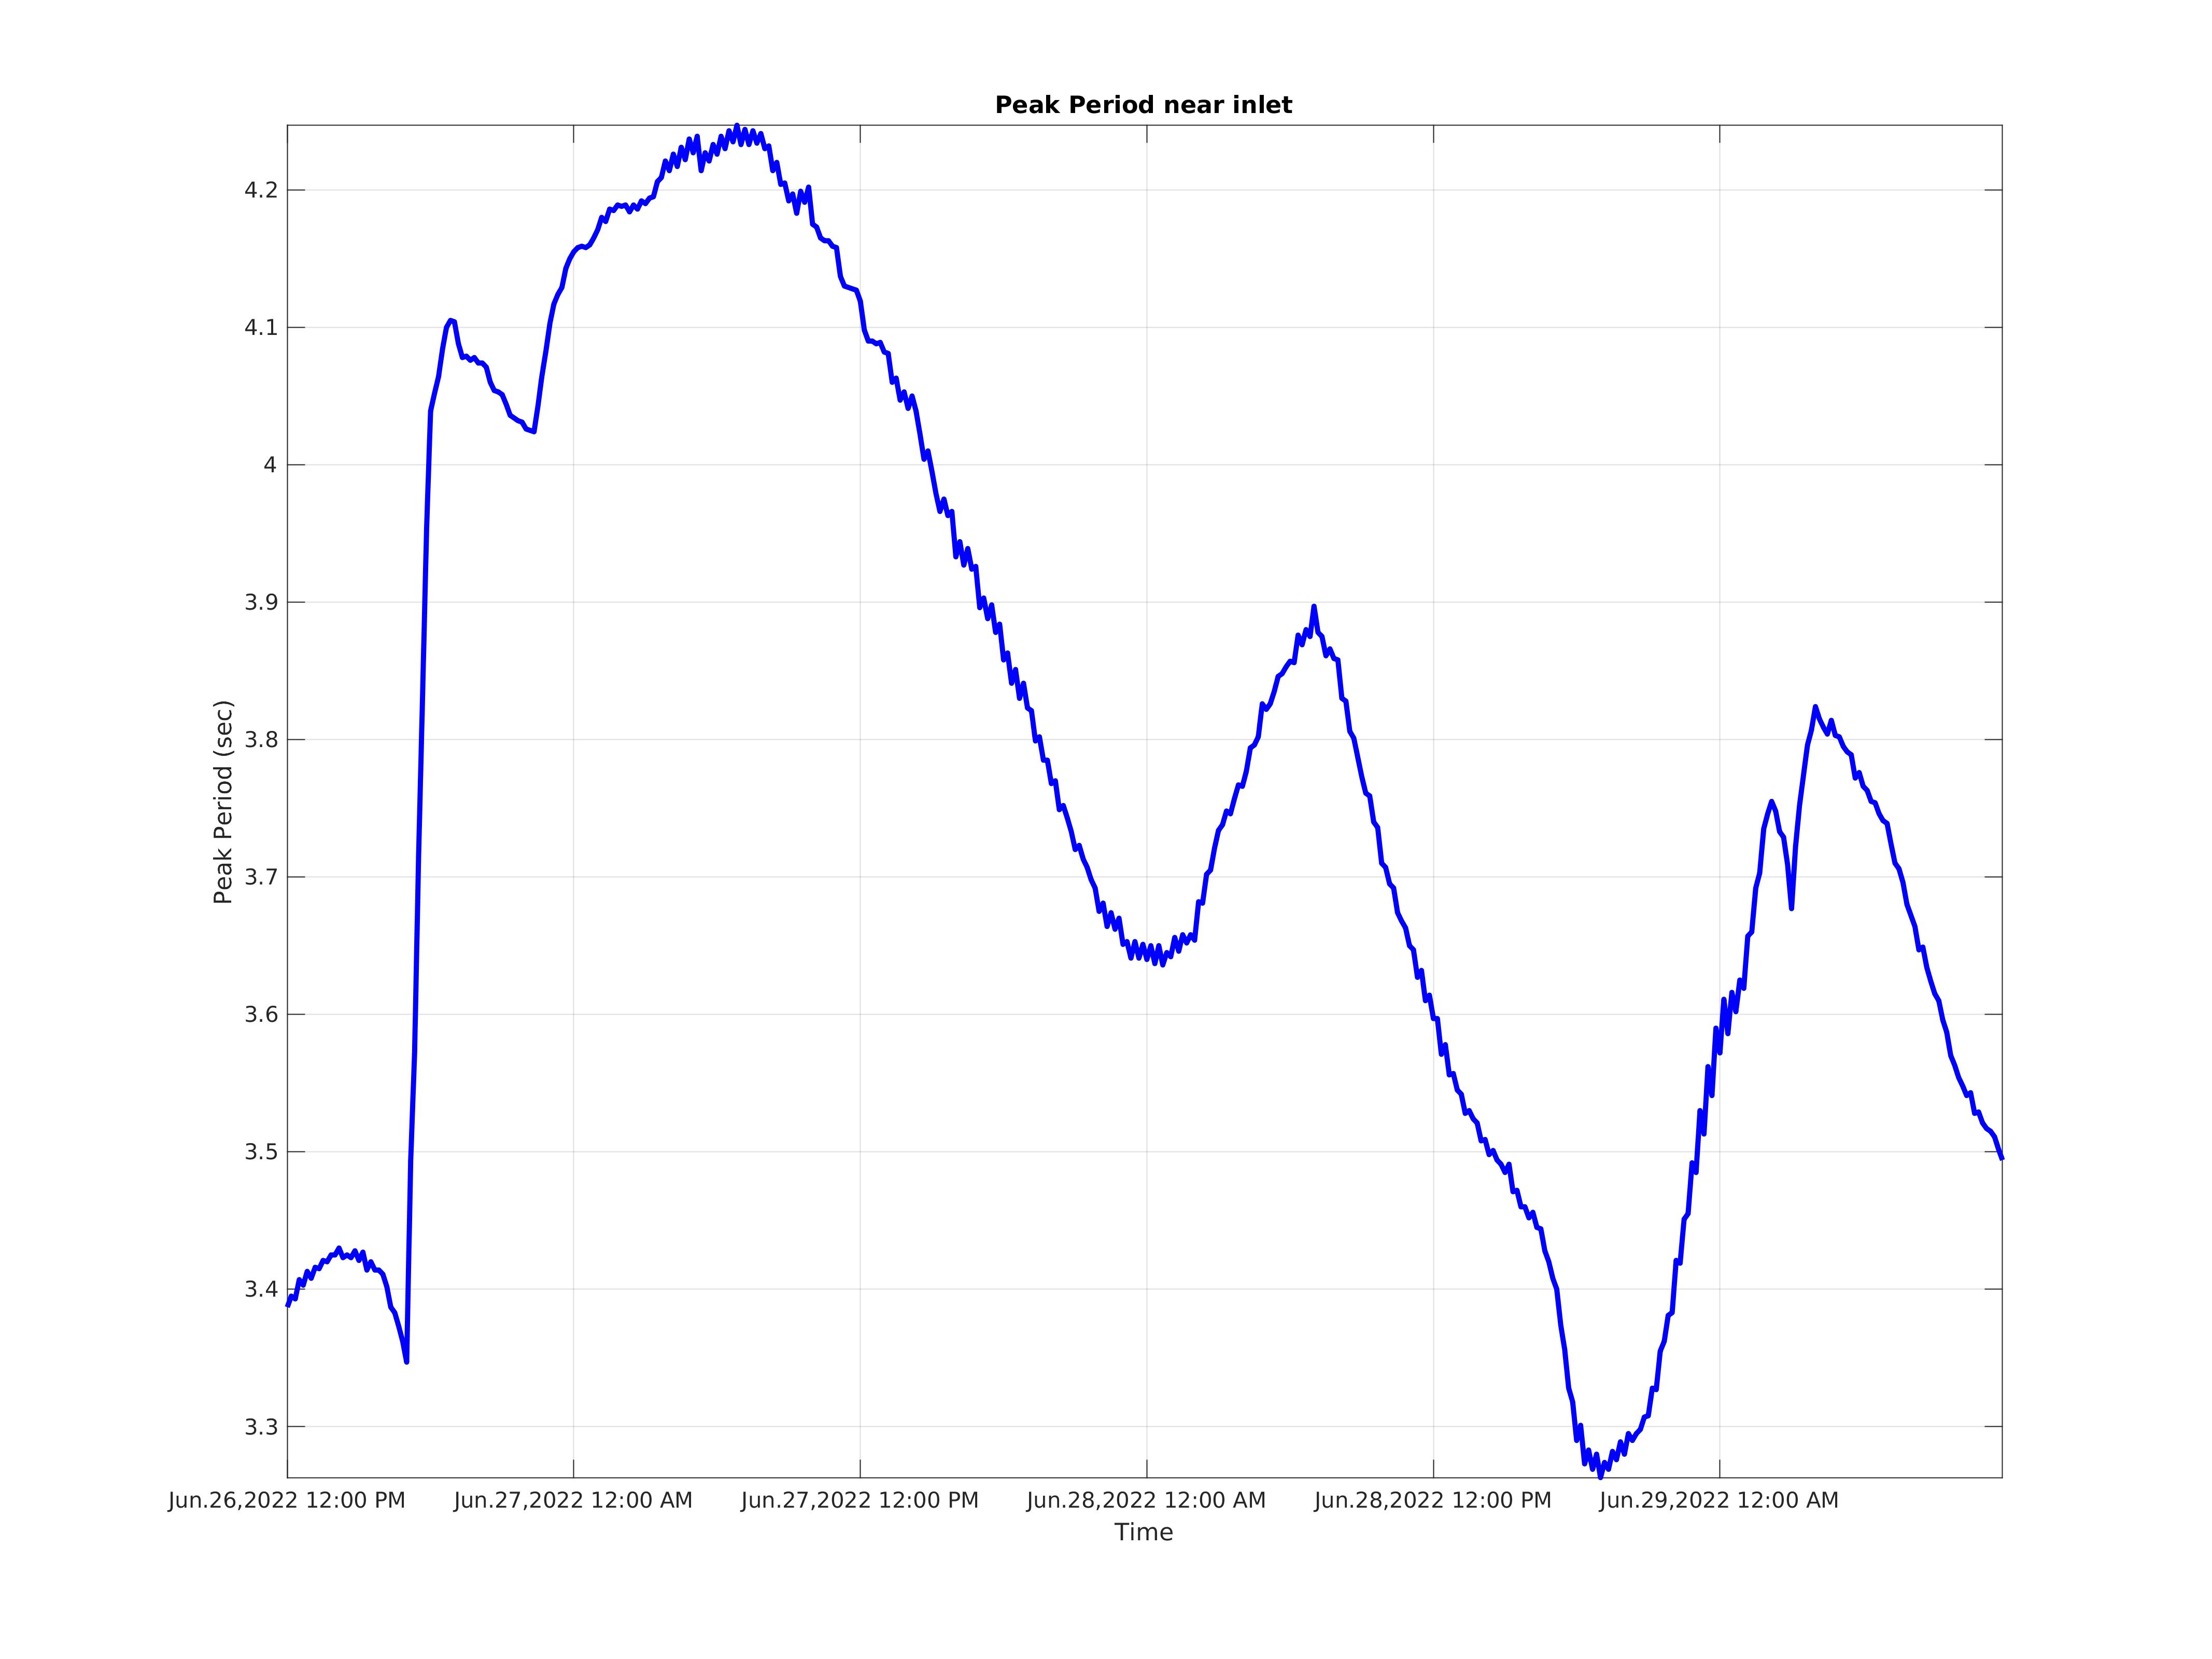 Peak Period near inlet
4.2
4.1
4
3.9
3.8
3.7
3.6
3.5
3.4
3.3
Peak Period (sec)
Jun.26,2022 12:00 PM Jun.27,2022 12:00 AM Jun.27,2022 12:00 PM Jun.28,2022 12:00 AM Jun.28,2022 12:00 PM Jun.29,2022 12:00 AM
Time